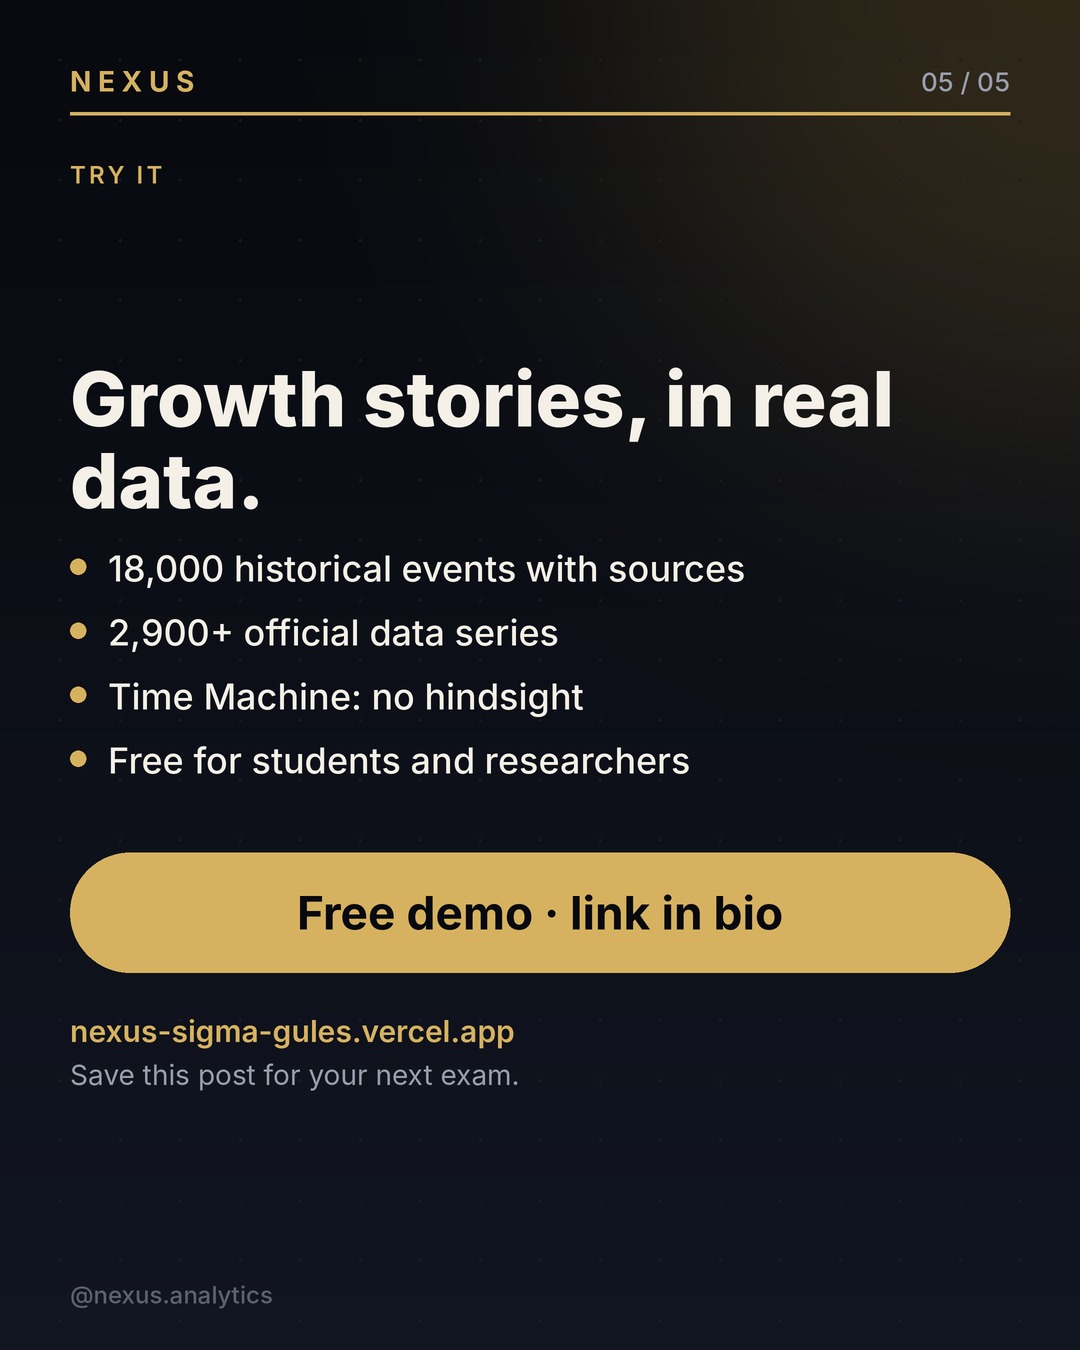 NEXUS
05 / 05
TRY IT
Growth stories, in real
data.
18,000 historical events with sources
2,900+ official data series
Time Machine: no hindsight
Free for students and researchers
Free demo · link in bio
nexus-sigma-gules.vercel.app
Save this post for your next exam.
@nexus.analytics